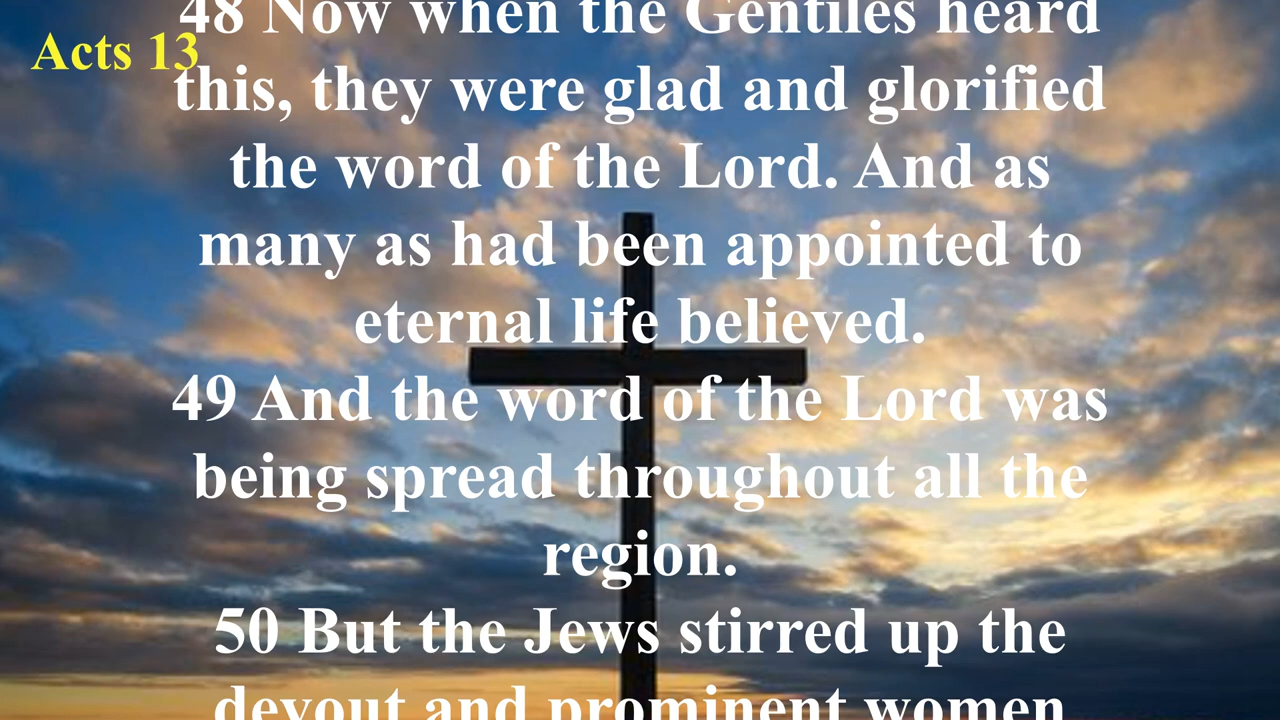 48 Now when the Gentiles heard
Acts 13
this, they were glad and glorified
the word of the Lord. And as
many as had been appointed to
eternal life believed.
49 And the word of the Lord was
being spread throughout all the
region.
50 But the Jews stirred up the
devout and prominent women